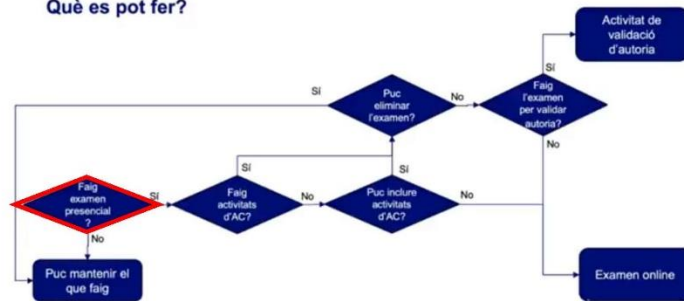 Què es pot fer?
Activitat de
validació
d'autoria
Sí
Sí
Puc
eliminar
l'examen?
No
Faig
l'examen
per validar
autoria?
No
Sí
Sí
Faig
examen
presencial
?
Sí
Faig
activitats
d'AC?
No
Puc inclure
activitats
d'AC?
No
No
Puc mantenir el
que faig
Examen online